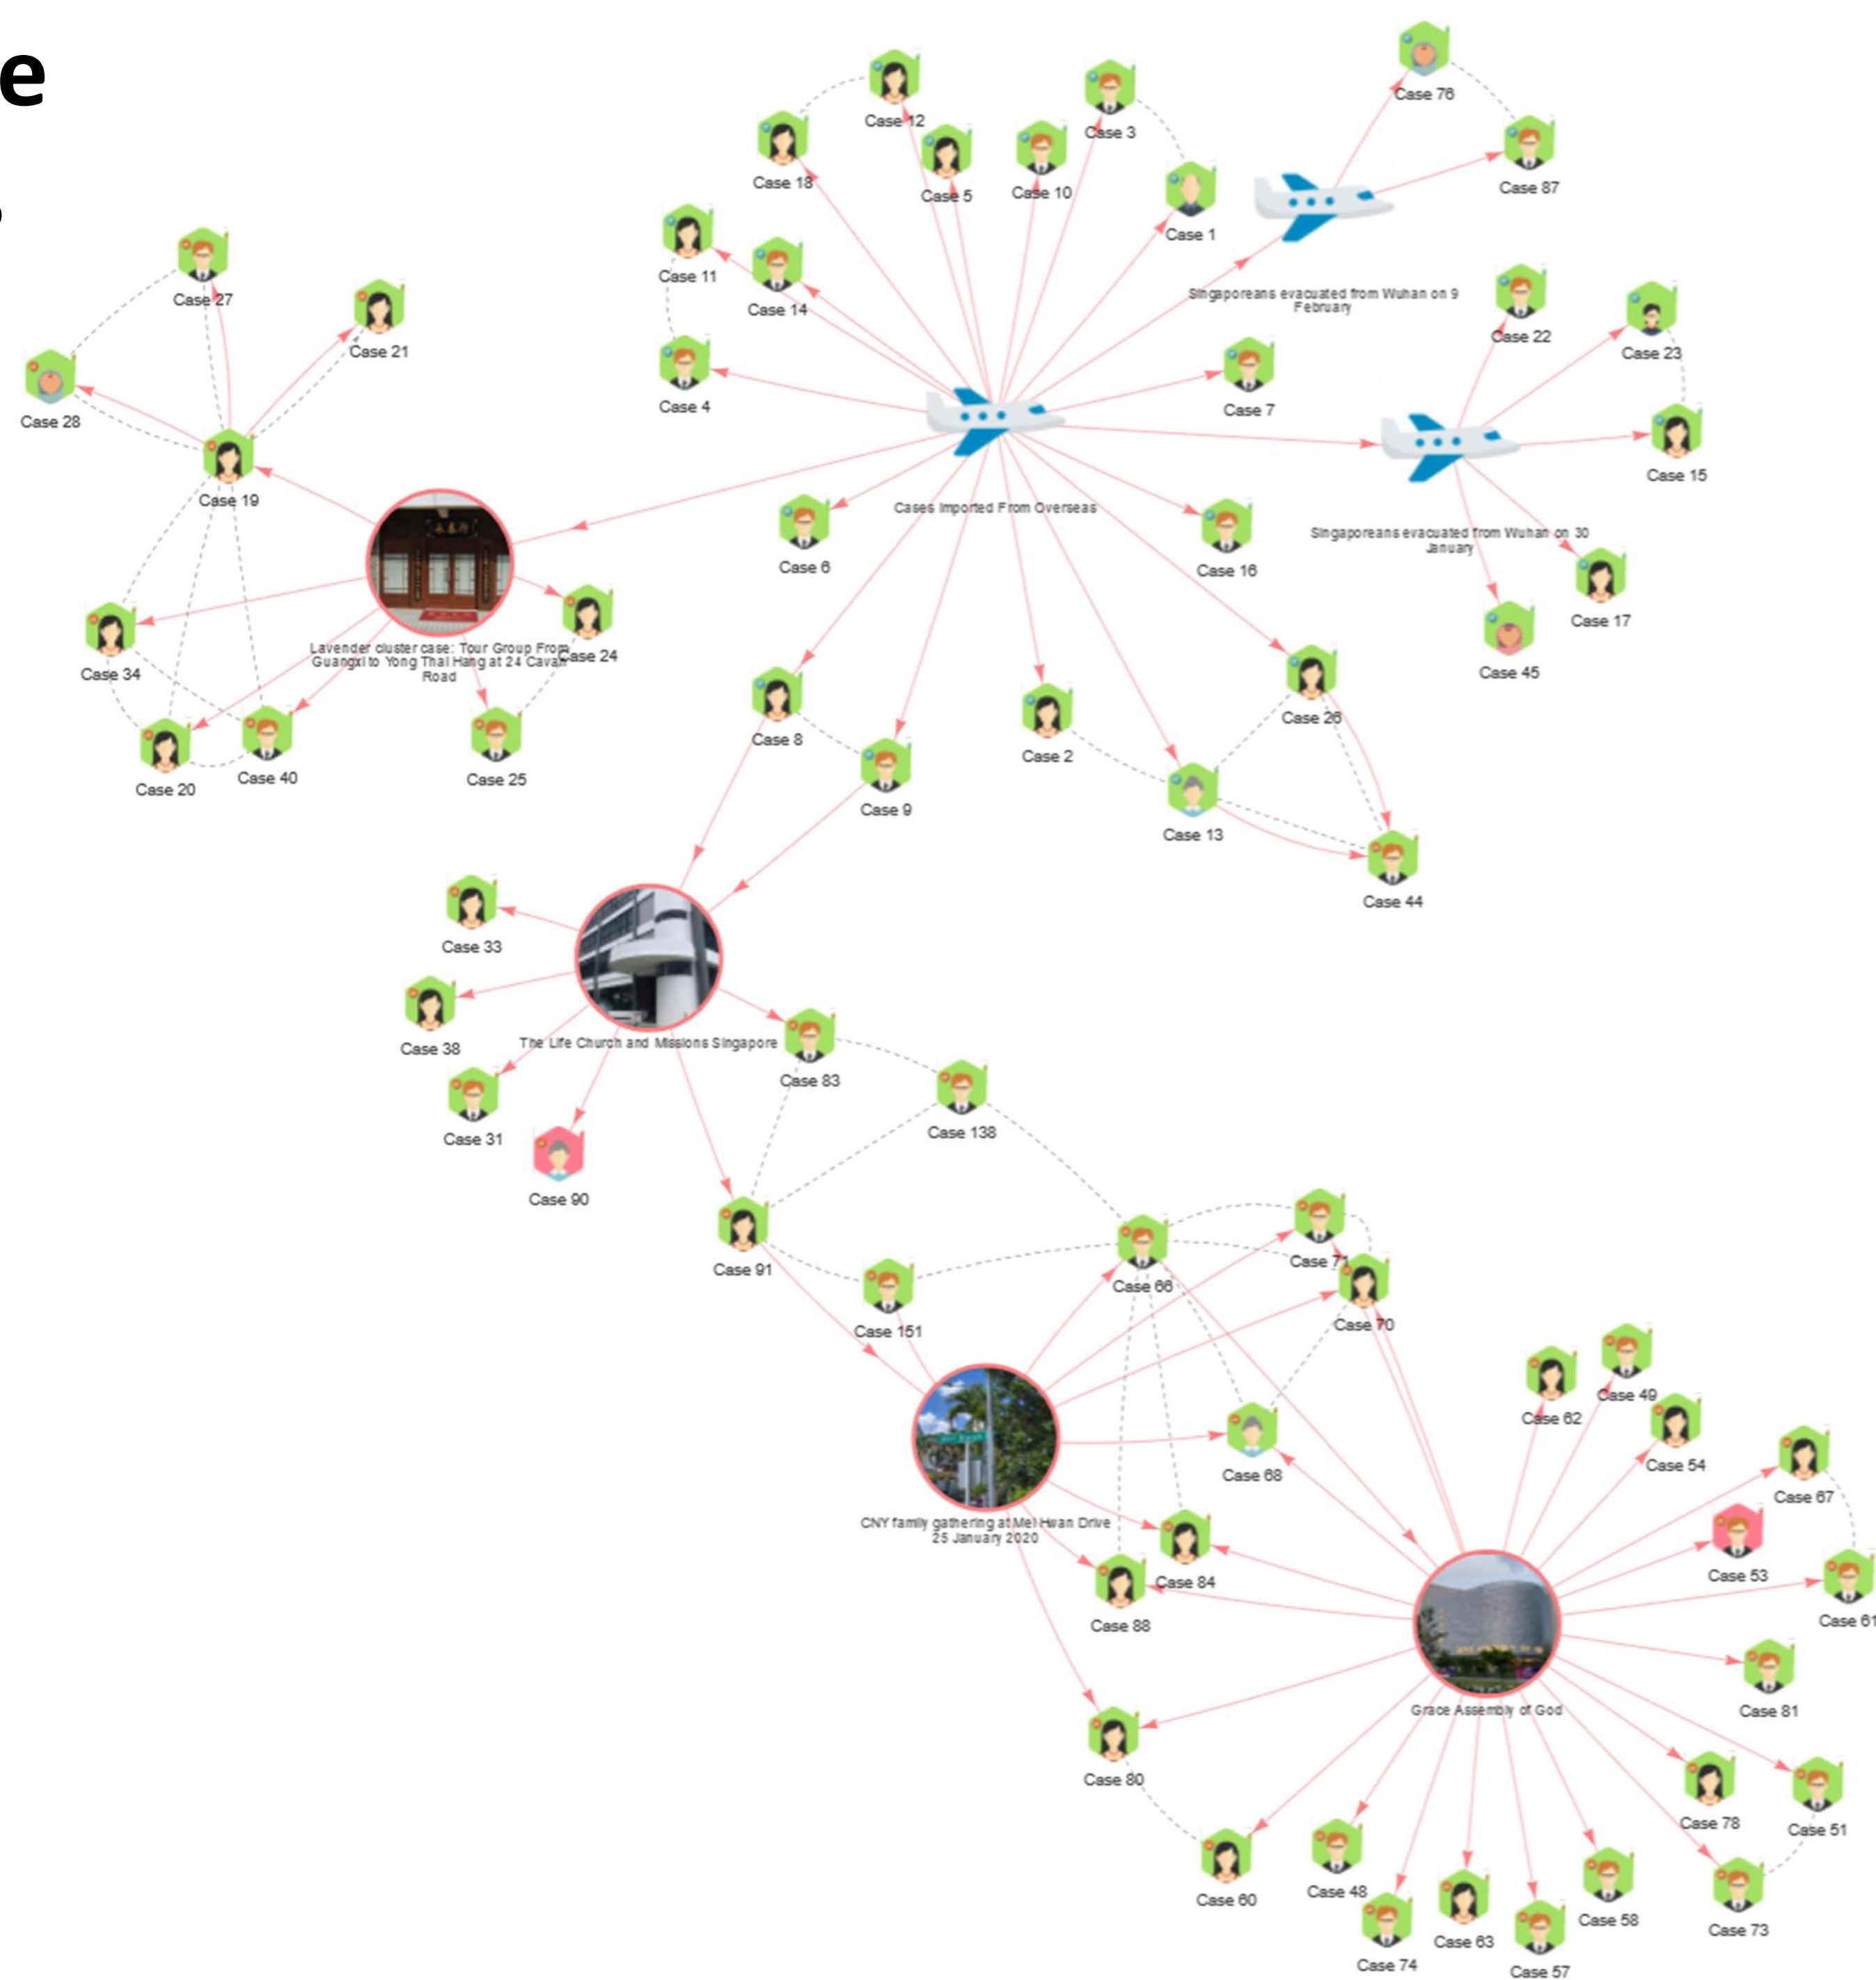 e
Case 76
Case 12
Case 3
Case 18
Case 5
Case 10
Case 87
Case 1
Case 11
Case 27
Case 14
Singaporeans evacuated from Wuhan on 9
February
Case 22
Case 21
Case 23
Case 4
Case 7
Case 28
Case 15
Case 19
Cases Imported From Overseas
Singaporeans evacuated from Wuhan on 30
January
Case 6
Case 16
Case 17
Lavender cluster case: Tour Group From
Guangxi to Yong Thai Hang at 24 Cavan
Road
Case 24
Case 34
Case 45
Case 26
Case 8
Case 2
Case 20
Case 40
Case 25
Case 9
Case 13
Case 44
Case 33
The Life Church and Missions Singapore
Case 38
Case 83
Case 31
Case 138
Case 90
Case 91
Case 66
Case 71
Case 151
Case 70
Case 49
Case 62
Case 54
Case 68
Case 67
CNY family gathering at Mei Hwan Drive
25 January 2020
Case 84
Case 53
Case 88
Case 61
Grace Assembly of God
Case 81
Case 80
Case 78
Case 51
Case 60
Case 48
Case 58
Case 73
Case 74
Case 63
Case 57